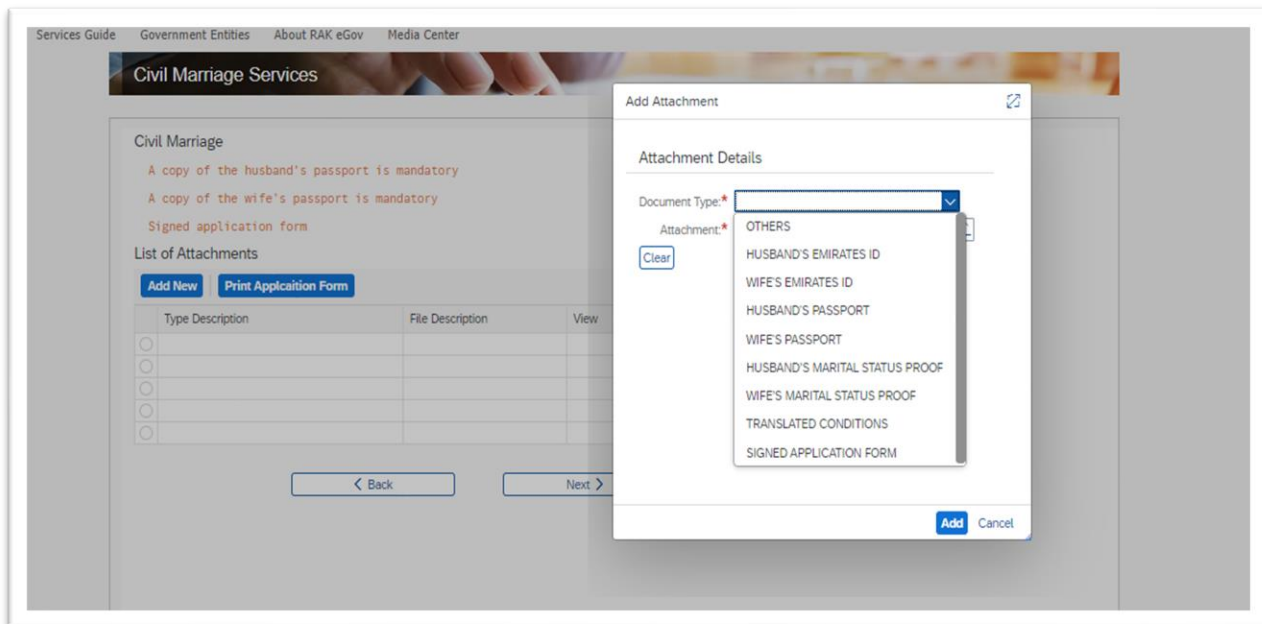 Services Guide Government Entities About RAK eGov Media Center
Civil Marriage Services
Civil Marriage
A copy of the husband's passport is mandatory
A copy of the wife's passport is mandatory
Signed application form
List of Attachments
Add New Print Applcaition Form
Type Description File Description View
Back Next
Add Attachment
Attachment Details
Document Type:*
Attachment:*
Clear
OTHERS
HUSBAND'S EMIRATES ID
WIFE'S EMIRATES ID
HUSBAND'S PASSPORT
WIFE'S PASSPORT
HUSBAND'S MARITAL STATUS PROOF
WIFE'S MARITAL STATUS PROOF
TRANSLATED CONDITIONS
SIGNED APPLICATION FORM
Add Cancel